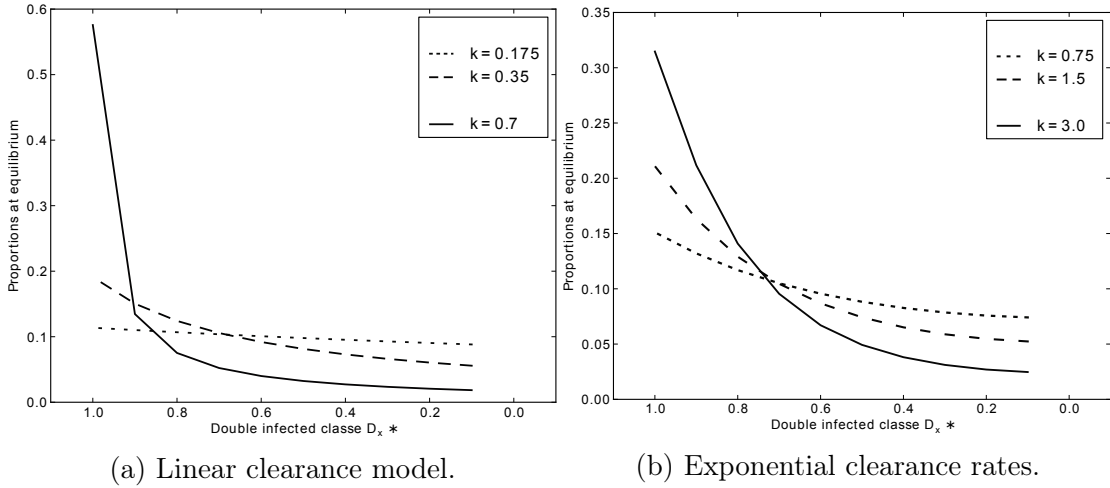 0.6
0.5
0.4
0.3
0.2
0.1
0.0
Proportions at equilibrium
k = 0.175
k = 0.35
k = 0.7
1.0 0.8 0.6 0.4 0.2 0.0
Double infected classe Dx *
(a) Linear clearance model.
0.35
0.30
0.25
0.20
0.15
0.10
0.05
0.00
Proportions at equilibrium
k = 0.75
k = 1.5
k = 3.0
1.0 0.8 0.6 0.4 0.2 0.0
Double infected classe Dx *
(b) Exponential clearance rates.